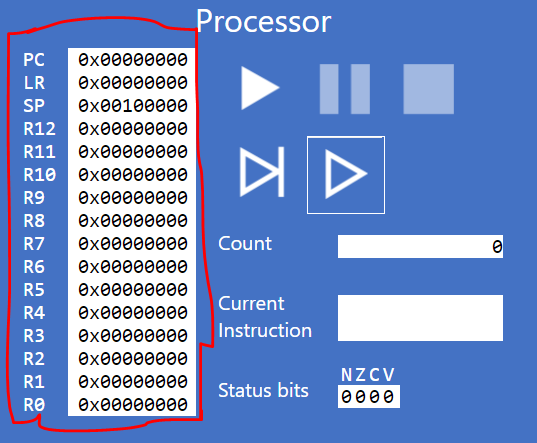 Processor
PC 0x00000000
LR 0x00000000
SP 0x00100000
R12 0x00000000
R11 0x00000000
R10 0x00000000
R9 0x00000000
R8 0x00000000
R7 0x00000000
R6 0x00000000
R5 0x00000000
R4 0x00000000
R3 0x00000000
R2 0x00000000
R1 0x00000000
R0 0x00000000
Count 0
Current
Instruction
NZCV
Status bits 0000